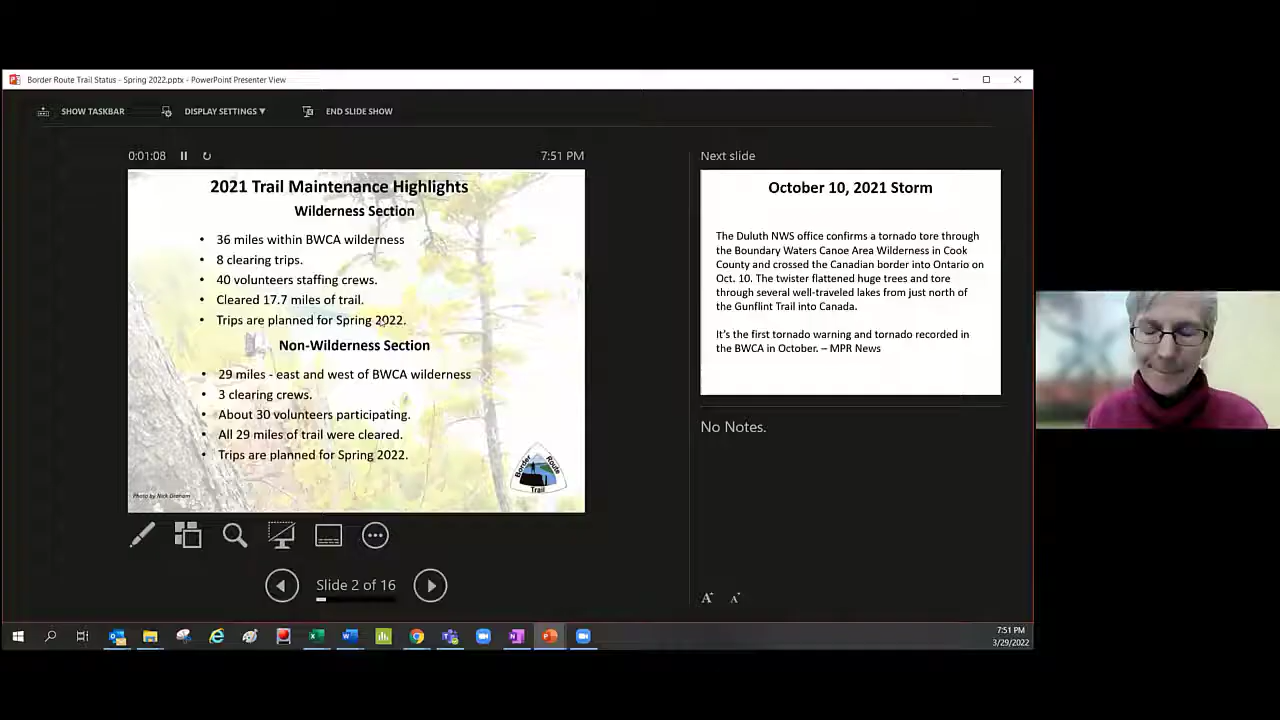 Border Route Trail Status - Spring 2022.pptx - PowerPoint Presenter View
SHOW TASKBAR
DISPLAY SETTINGS ▼
END SLIDE SHOW
0:01:08
7:51 PM
2021 Trail Maintenance Highlights
Wilderness Section
• 36 miles within BWCA wilderness
• 8 clearing trips.
• 40 volunteers staffing crews.
• Cleared 17.7 miles of trail.
• Trips are planned for Spring 2022.
Non-Wilderness Section
• 29 miles - east and west of BWCA wilderness
• 3 clearing crews.
• About 30 volunteers participating.
• All 29 miles of trail were cleared.
• Trips are planned for Spring 2022.
Photo by Nick Graham
Border Route
Trail
Slide 2 of 16
Next slide
October 10, 2021 Storm
The Duluth NWS office confirms a tornado tore through
the Boundary Waters Canoe Area Wilderness in Cook
County and crossed the Canadian border into Ontario on
Oct. 10. The twister flattened huge trees and tore
through several well-traveled lakes from just north of
the Gunflint Trail into Canada.
It's the first tornado warning and tornado recorded in
the BWCA in October. – MPR News
No Notes.
A A
7:51 PM
3/29/2022